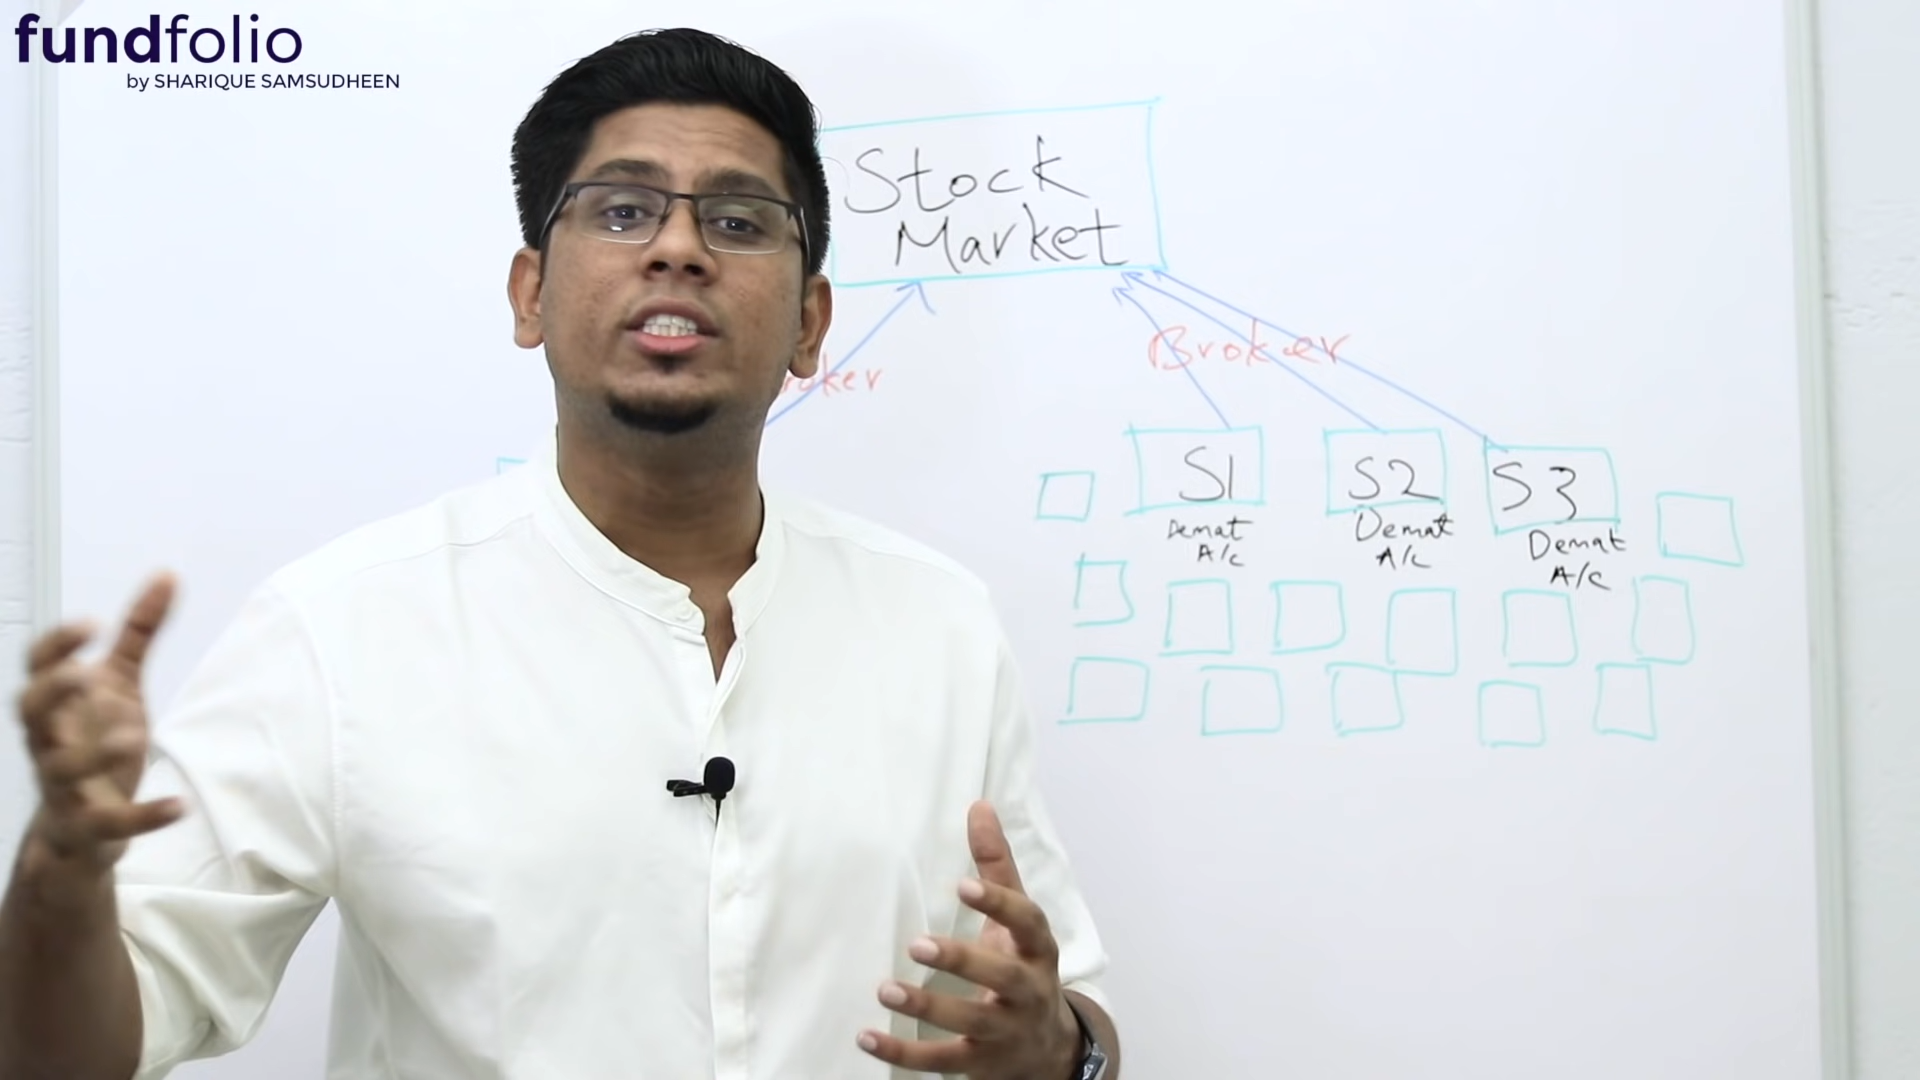 fundfolio
by SHARIQUE SAMSUDHEEN
Stock
Market
Broker
S1
S2
S3
Demat
A/c
Demat
A/c
Demat
A/c